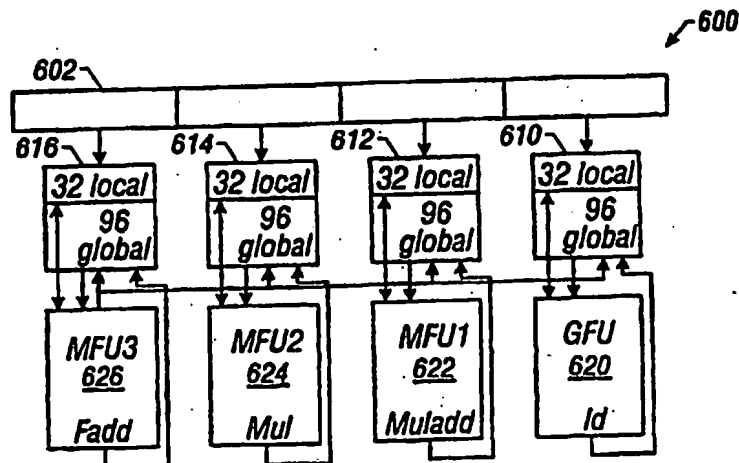 600
602
616 614 612 610
32 local 32 local 32 local 32 local
96 96 96 96
global global global global
MFU3 MFU2 MFU1 GFU
626 624 622 620
Fadd Mul Muladd ld